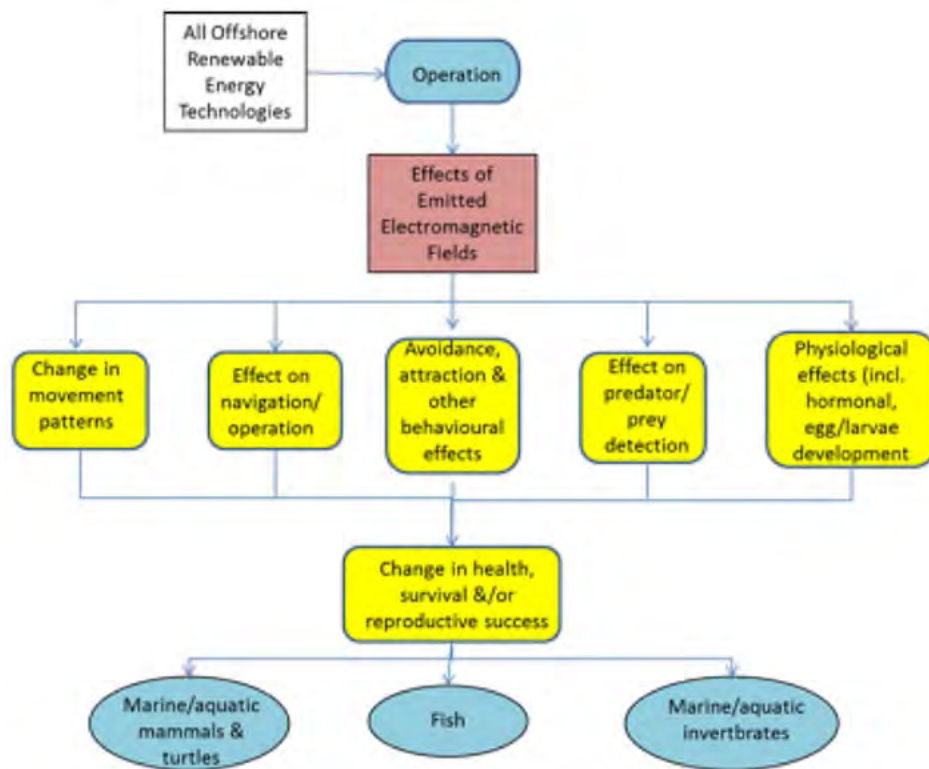 All Offshore
Renewable
Energy
Technologies
Operation
Effects of
Emitted
Electromagnetic
Fields
Change in
movement
patterns
Effect on
navigation/
operation
Avoidance,
attraction &
other
behavioural
effects
Effect on
predator/
prey
detection
Physiological
effects (incl.
hormonal,
egg/larvae
development
Change in health,
survival &/or
reproductive success
Marine/aquatic
mammals &
turtles
Fish
Marine/aquatic
invertbrates